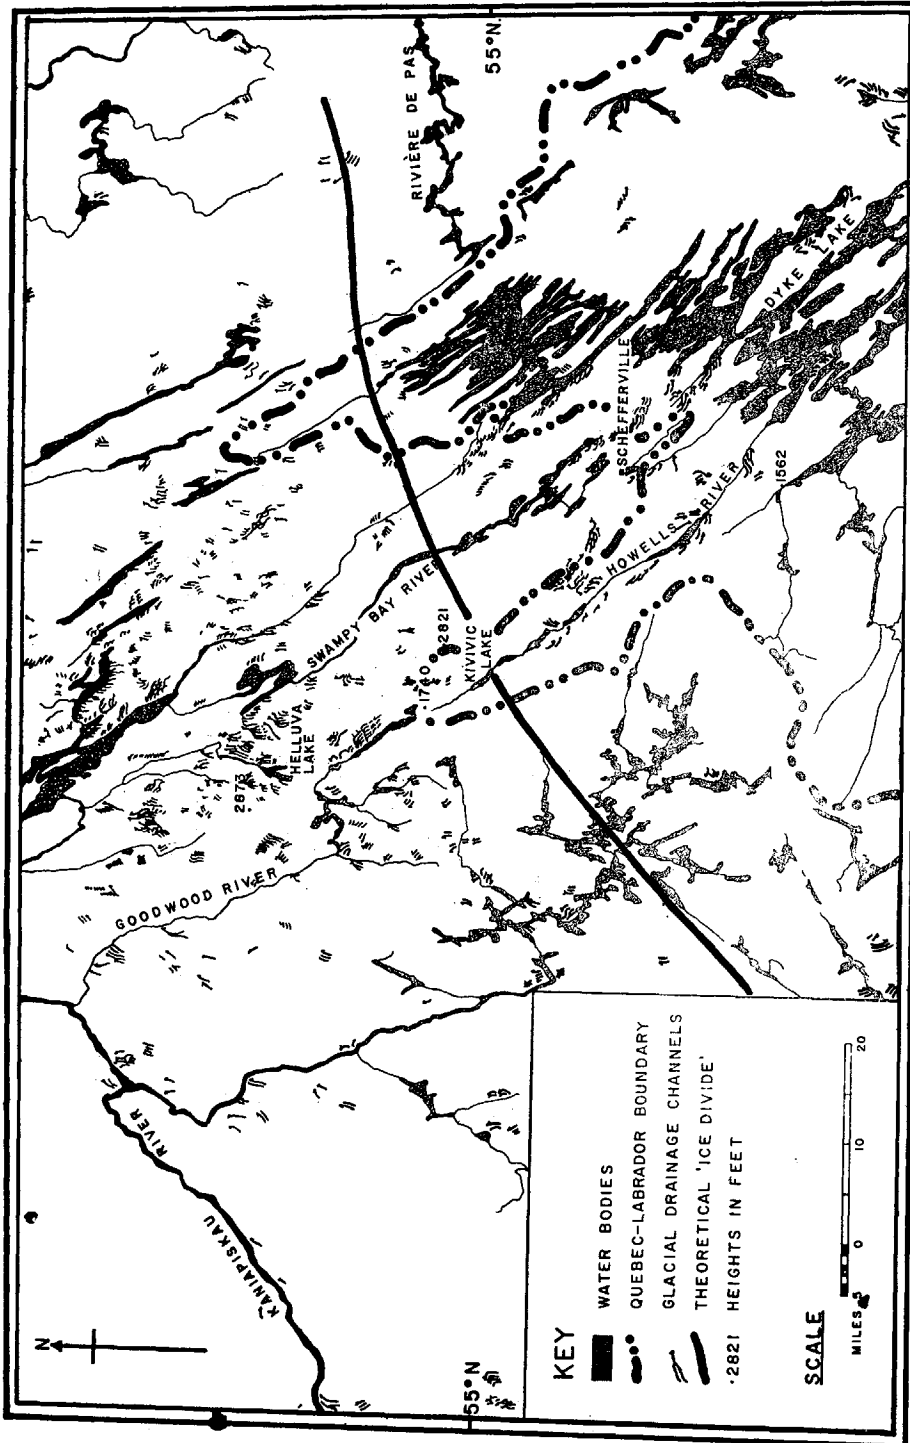 N
KANIAPISKAU
RIVER
GOODWOOD RIVER
2873
HELLUVA
LAKE
SWAMPY BAY RIVER
·1740
·2821
KIVIVIC
LAKE
HOWELLS RIVER
SCHEFFERVILLE
1562
DYKE LAKE
RIVIÈRE DE PAS
55°N.
55°N
KEY
WATER BODIES
QUEBEC-LABRADOR BOUNDARY
GLACIAL DRAINAGE CHANNELS
THEORETICAL 'ICE DIVIDE'
·2821 HEIGHTS IN FEET
SCALE
MILES 5 0 10 20